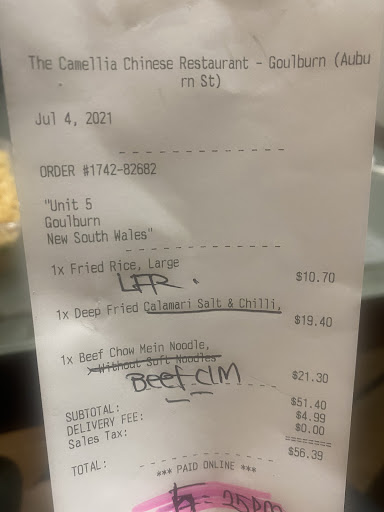 The Camellia Chinese Restaurant - Goulburn (Aubu
rn St)
Jul 4, 2021
ORDER #1742-82682
"Unit 5
Goulburn
New South Wales"
1x Fried Rice, Large
$10.70
LFR.
1x Deep Fried Calamari Salt & Chilli,
$19.40
1x Beef Chow Mein Noodle,
Without Soft Noodles
$21.30
Beef CM
SUBTOTAL: $51.40
DELIVERY FEE: $4.99
Sales Tax: $0.00
========
TOTAL: $56.39
*** PAID ONLINE ***